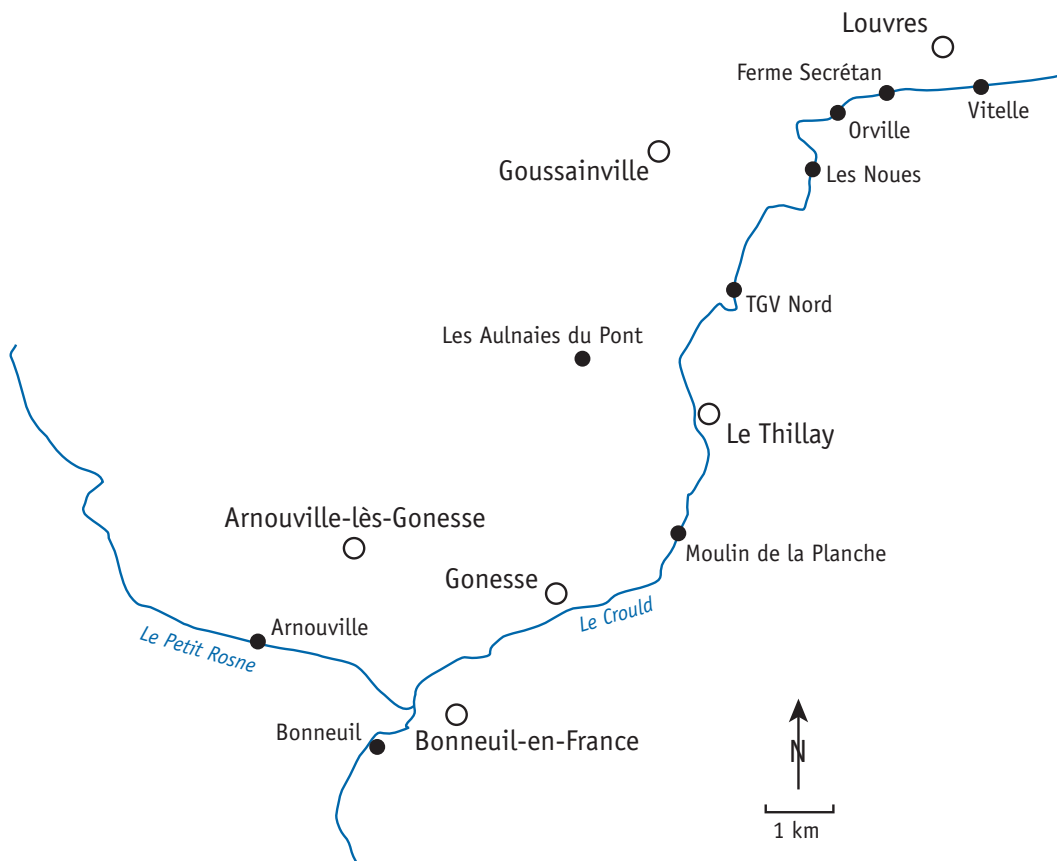 Louvres
Ferme Secrétan
Vitelle
Orville
Goussainville
Les Noues
TGV Nord
Les Aulnaies du Pont
Le Thillay
Arnouville-lès-Gonesse
Moulin de la Planche
Gonesse
Le Crould
Arnouville
Le Petit Rosne
Bonneuil
Bonneuil-en-France
N
1 km